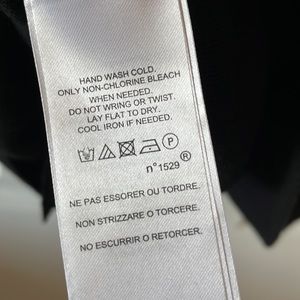 HAND WASH COLD.
ONLY NON-CHLORINE BLEACH
WHEN NEEDED.
DO NOT WRING OR TWIST.
LAY FLAT TO DRY.
COOL IRON IF NEEDED.
P
n°1529®
NE PAS ESSORER OU TORDRE.
NON STRIZZARE O TORCERE.
NO ESCURRIR O RETORCER.